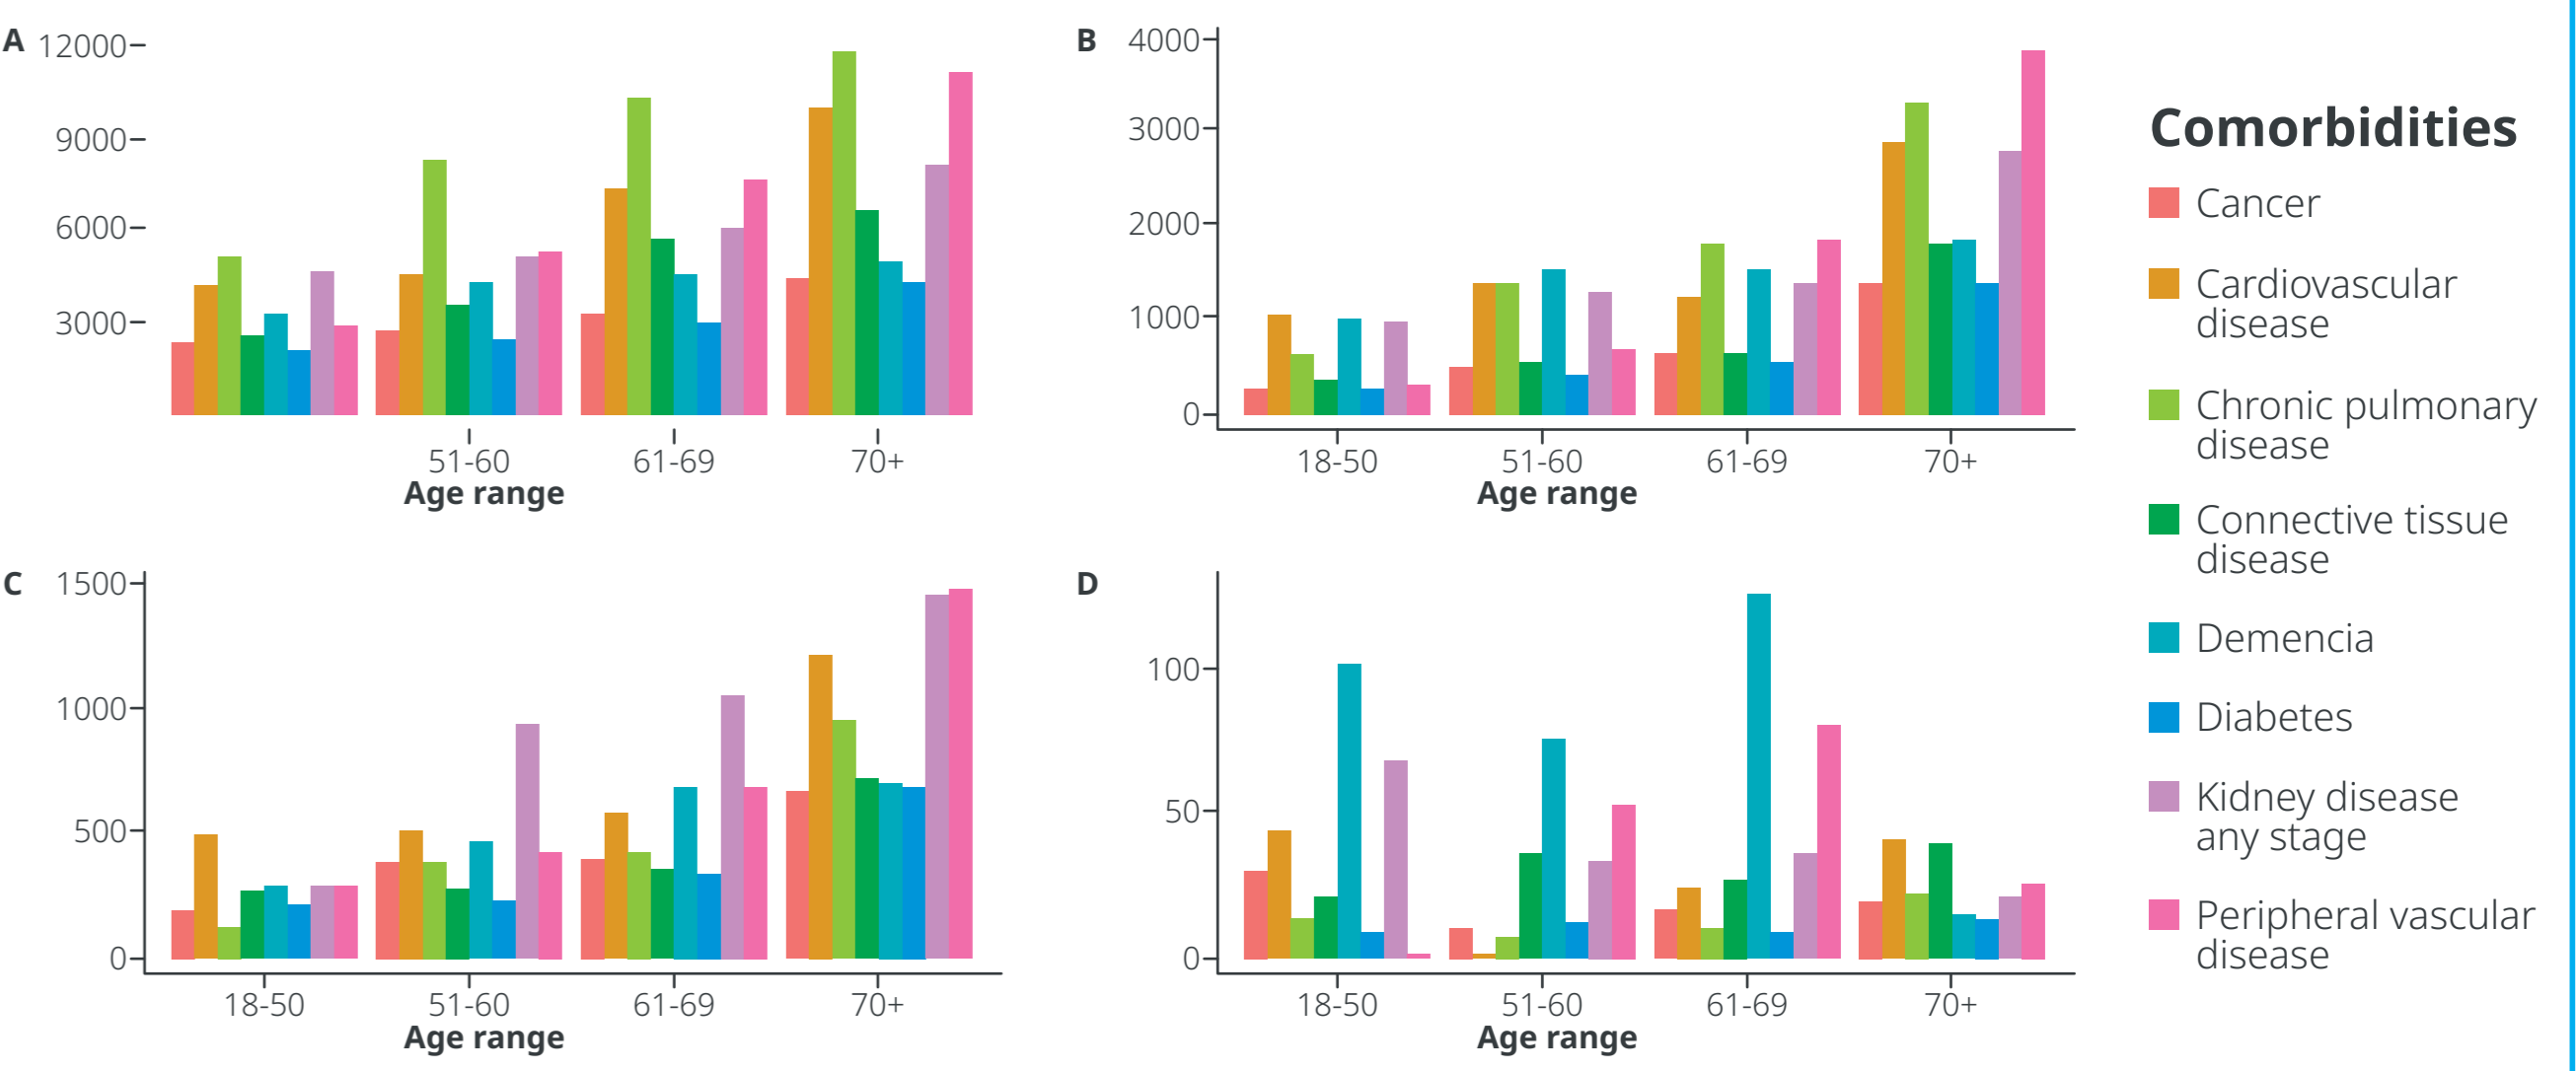 A
12000
9000
6000
3000
51-60
61-69
70+
Age range
B
4000
3000
2000
1000
0
18-50
51-60
61-69
70+
Age range
C
1500
1000
500
0
18-50
51-60
61-69
70+
Age range
D
100
50
0
18-50
51-60
61-69
70+
Age range
Comorbidities
Cancer
Cardiovascular
disease
Chronic pulmonary
disease
Connective tissue
disease
Demencia
Diabetes
Kidney disease
any stage
Peripheral vascular
disease